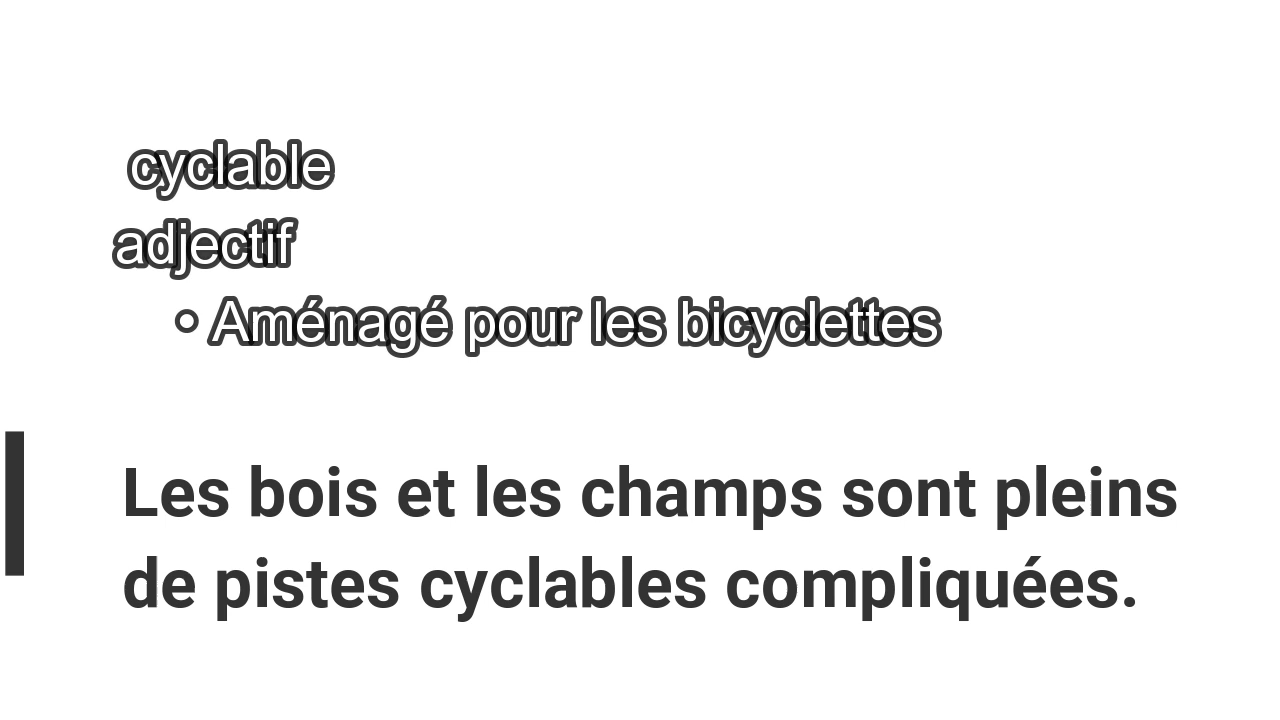 cyclable
adjectif
◦ Aménagé pour les bicyclettes
Les bois et les champs sont pleins
de pistes cyclables compliquées.